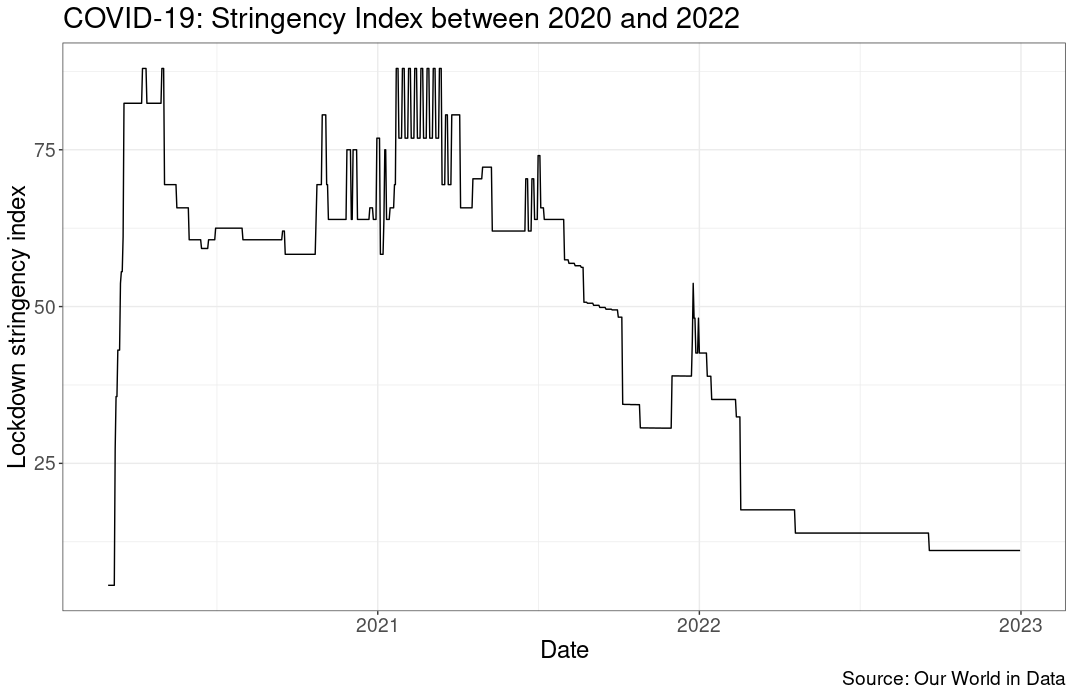 COVID-19: Stringency Index between 2020 and 2022
Lockdown stringency index
75
50
25
2021
2022
2023
Date
Source: Our World in Data